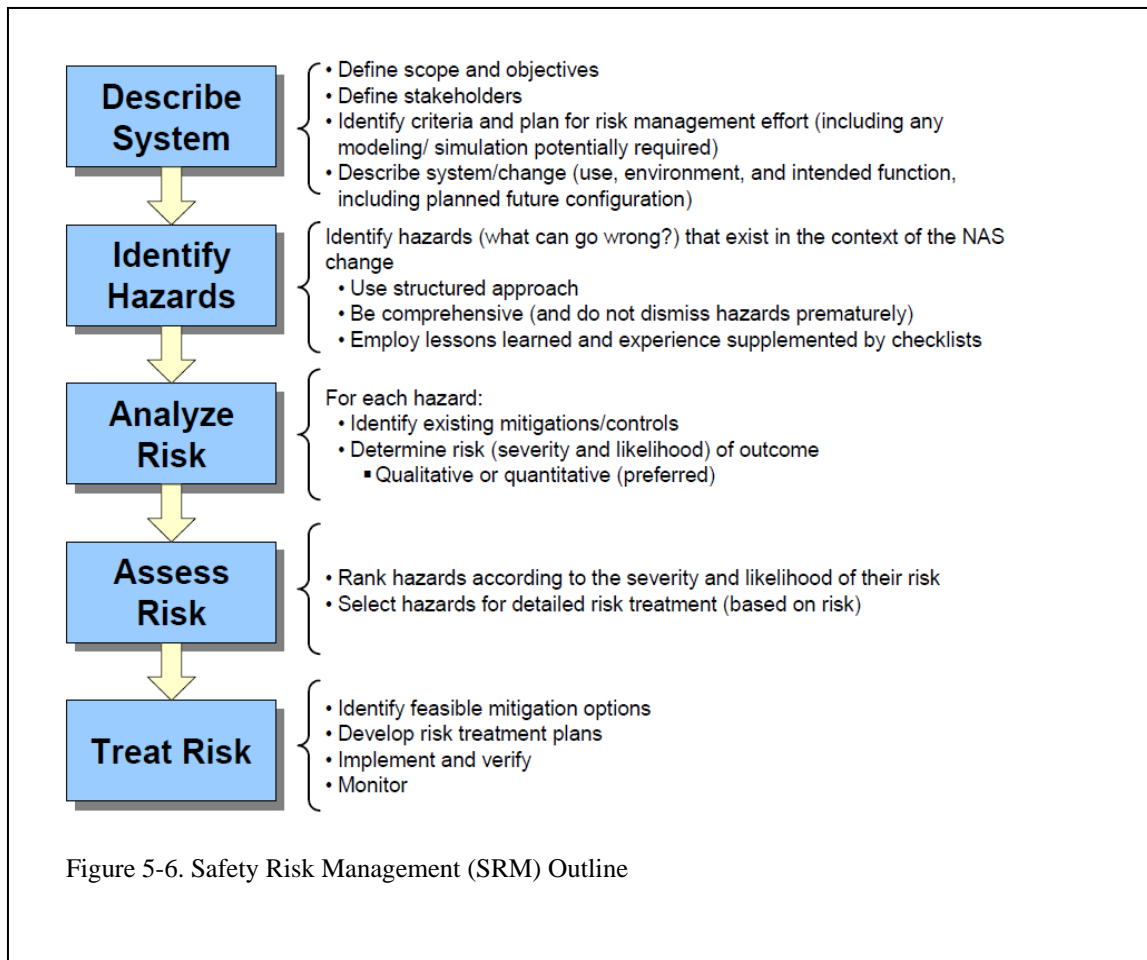 Describe
System
• Define scope and objectives
• Define stakeholders
• Identify criteria and plan for risk management effort (including any
modeling/ simulation potentially required)
• Describe system/change (use, environment, and intended function,
including planned future configuration)
Identify
Hazards
Identify hazards (what can go wrong?) that exist in the context of the NAS
change
• Use structured approach
• Be comprehensive (and do not dismiss hazards prematurely)
• Employ lessons learned and experience supplemented by checklists
Analyze
Risk
For each hazard:
• Identify existing mitigations/controls
• Determine risk (severity and likelihood) of outcome
▪ Qualitative or quantitative (preferred)
Assess
Risk
• Rank hazards according to the severity and likelihood of their risk
• Select hazards for detailed risk treatment (based on risk)
Treat Risk
• Identify feasible mitigation options
• Develop risk treatment plans
• Implement and verify
• Monitor
Figure 5-6. Safety Risk Management (SRM) Outline